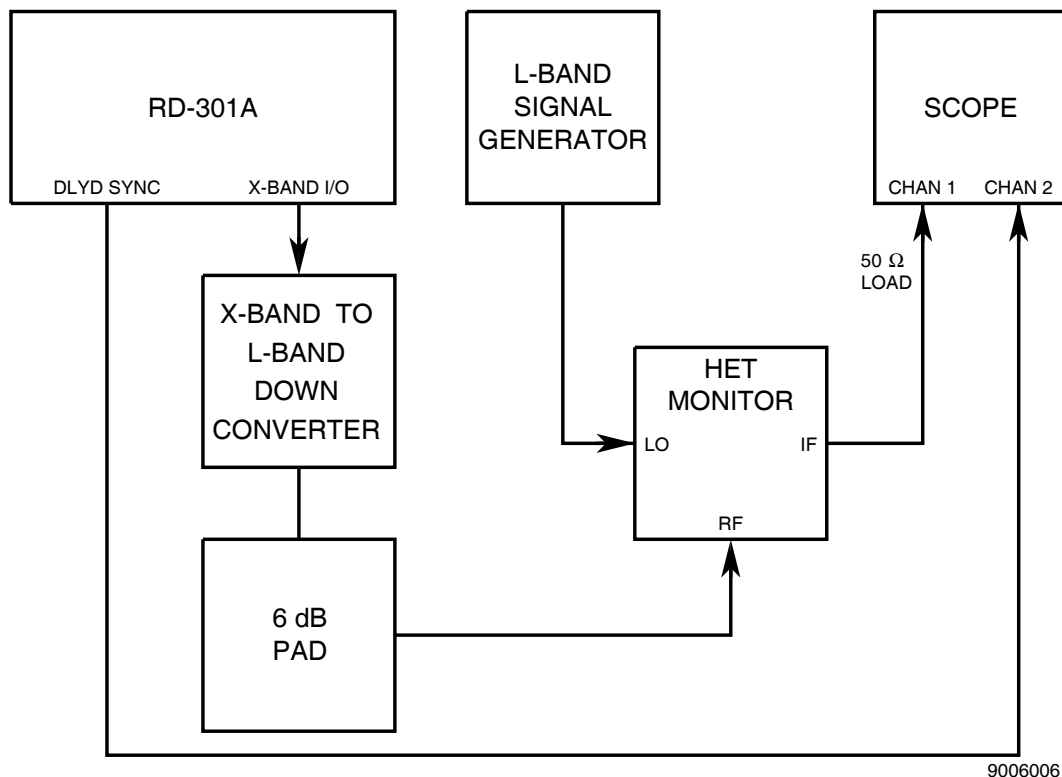 RD-301A
DLYD SYNC
X-BAND I/O
L-BAND
SIGNAL
GENERATOR
SCOPE
CHAN 1
CHAN 2
50 Ω
LOAD
X-BAND TO
L-BAND
DOWN
CONVERTER
HET
MONITOR
LO
IF
RF
6 dB
PAD
9006006